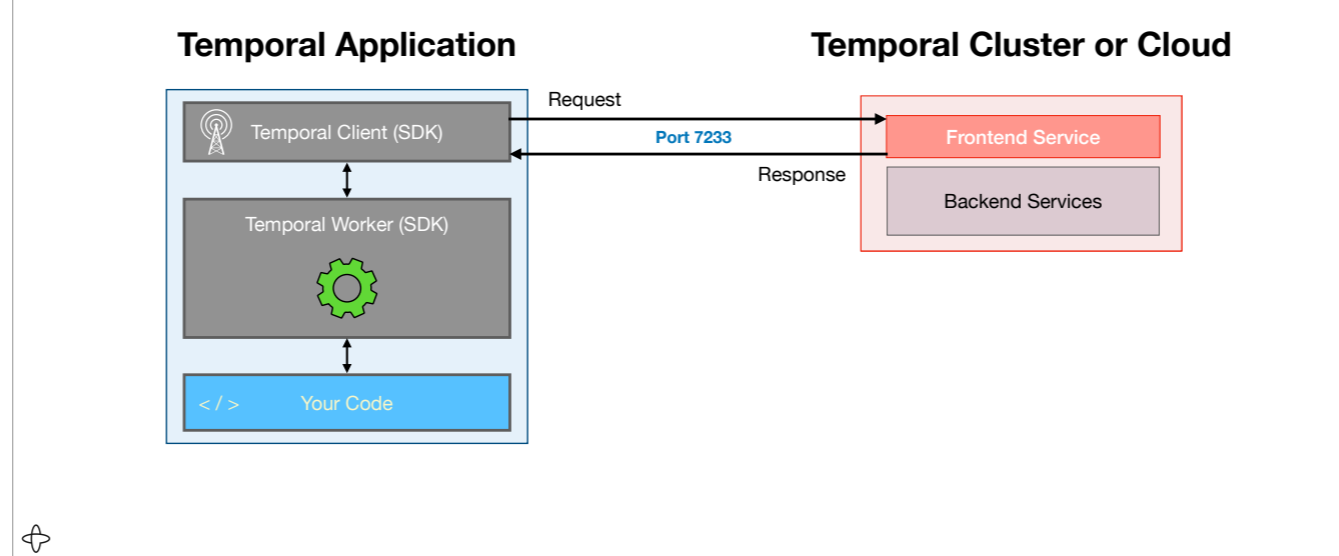 Temporal Application
Temporal Cluster or Cloud
Request
Temporal Client (SDK)
Port 7233
Frontend Service
Response
Temporal Worker (SDK)
Backend Services
< / >
Your Code